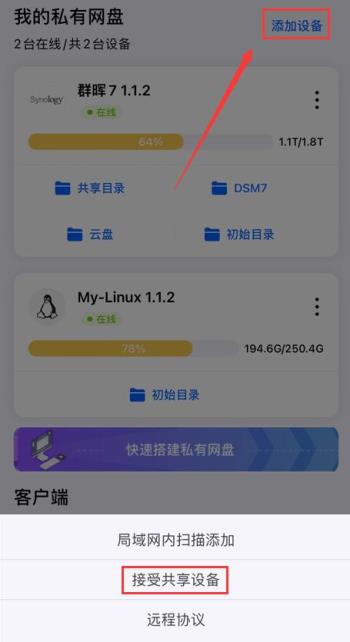 我的私有网盘
添加设备
2台在线/共2台设备
Synology
群晖7 1.1.2
在线
64%
1.1T/1.8T
共享目录
DSM7
云盘
初始目录
My-Linux 1.1.2
在线
78%
194.6G/250.4G
初始目录
快速搭建私有网盘
客户端
局域网内扫描添加
接受共享设备
远程协议